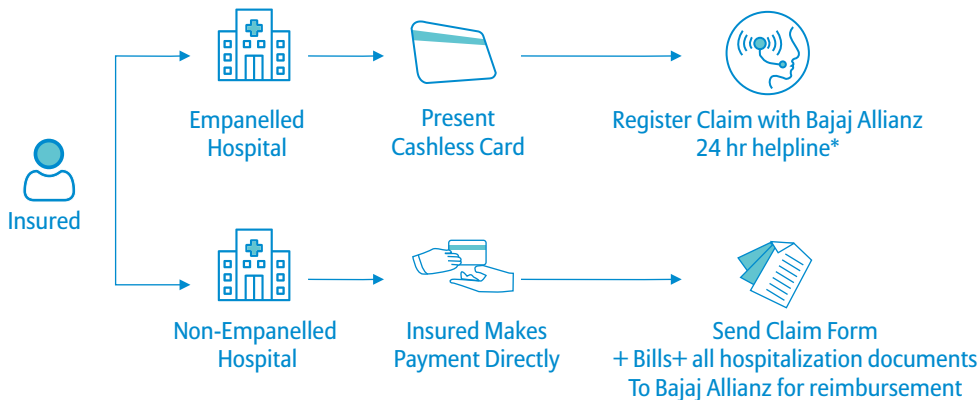 Insured
Empanelled
Hospital
Present
Cashless Card
Register Claim with Bajaj Allianz
24 hr helpline*
Non-Empanelled
Hospital
Insured Makes
Payment Directly
Send Claim Form
+ Bills+ all hospitalization documents
To Bajaj Allianz for reimbursement